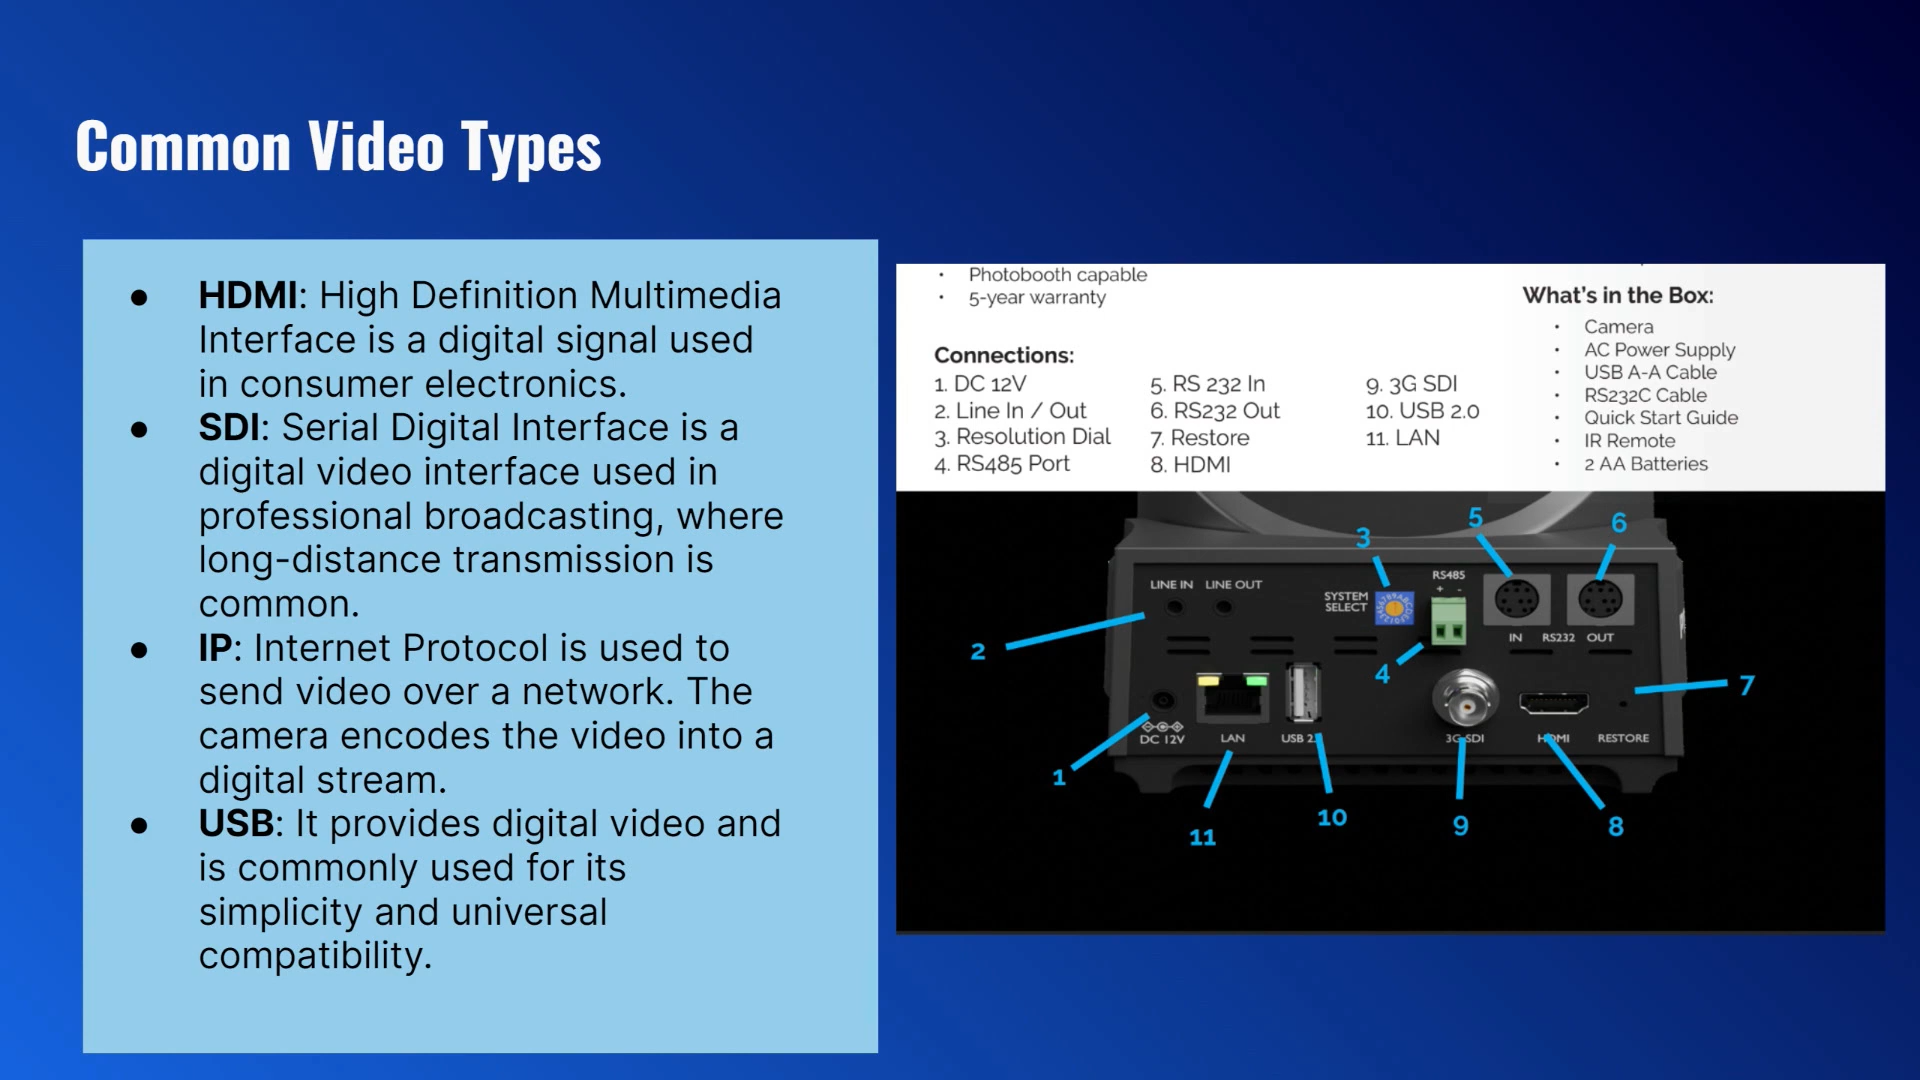 Common Video Types
● HDMI: High Definition Multimedia
Interface is a digital signal used
in consumer electronics.
● SDI: Serial Digital Interface is a
digital video interface used in
professional broadcasting, where
long-distance transmission is
common.
● IP: Internet Protocol is used to
send video over a network. The
camera encodes the video into a
digital stream.
● USB: It provides digital video and
is commonly used for its
simplicity and universal
compatibility.
• Photobooth capable
• 5-year warranty
Connections:
1. DC 12V
2. Line In / Out
3. Resolution Dial
4. RS485 Port
5. RS 232 In
6. RS232 Out
7. Restore
8. HDMI
9. 3G SDI
10. USB 2.0
11. LAN
What's in the Box:
• Camera
• AC Power Supply
• USB A-A Cable
• RS232C Cable
• Quick Start Guide
• IR Remote
• 2 AA Batteries
3
5
6
LINE IN LINE OUT
SYSTEM
SELECT
RS485
+ -
IN RS232 OUT
2
4
7
DC 12V
LAN
USB 2
3G-SDI
HDMI
RESTORE
1
11
10
9
8